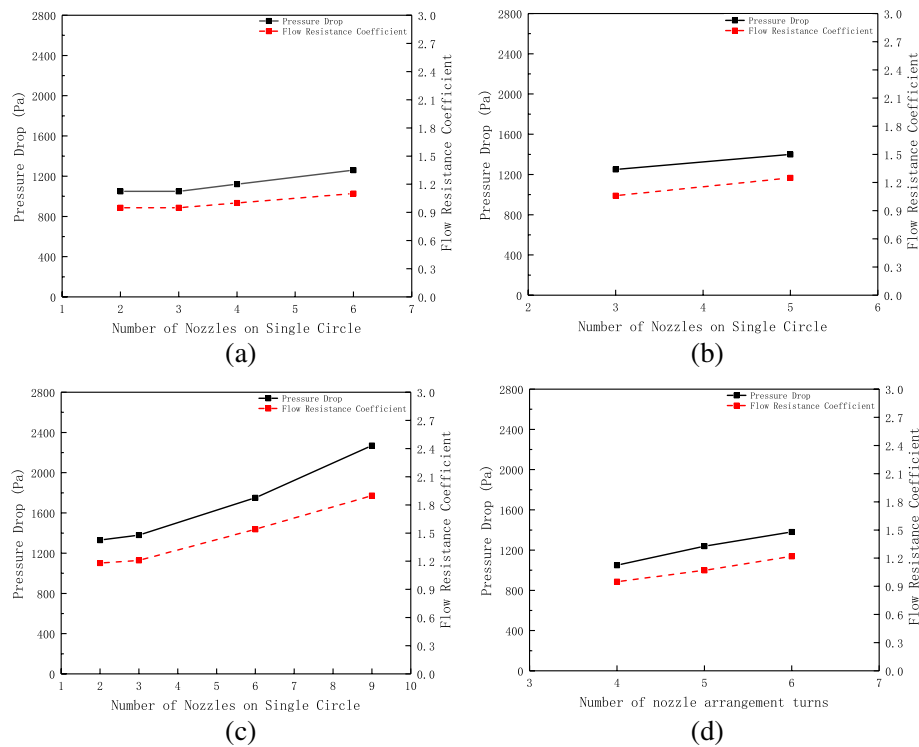 Pressure Drop
Flow Resistance Coefficient
2800
2400
2000
1600
1200
800
400
0
Pressure Drop (Pa)
3.0
2.7
2.4
2.1
1.8
1.5
1.2
0.9
0.6
0.3
0.0
Flow Resistance Coefficient
1 2 3 4 5 6 7
Number of Nozzles on Single Circle
(a)
Pressure Drop
Flow Resistance Coefficient
2800
2400
2000
1600
1200
800
400
0
Pressure Drop (Pa)
3.0
2.7
2.4
2.1
1.8
1.5
1.2
0.9
0.6
0.3
0.0
Flow Resistance Coefficient
2 3 4 5 6
Number of Nozzles on Single Circle
(b)
Pressure Drop
Flow Resistance Coefficient
2800
2400
2000
1600
1200
800
400
0
Pressure Drop (Pa)
3.0
2.7
2.4
2.1
1.8
1.5
1.2
0.9
0.6
0.3
0.0
Flow Resistance Coefficient
1 2 3 4 5 6 7 8 9 10
Number of Nozzles on Single Circle
(c)
Pressure Drop
Flow Resistance Coefficient
2800
2400
2000
1600
1200
800
400
0
Pressure Drop (Pa)
3.0
2.7
2.4
2.1
1.8
1.5
1.2
0.9
0.6
0.3
0.0
Flow Resistance Coefficient
3 4 5 6 7
Number of nozzle arrangement turns
(d)